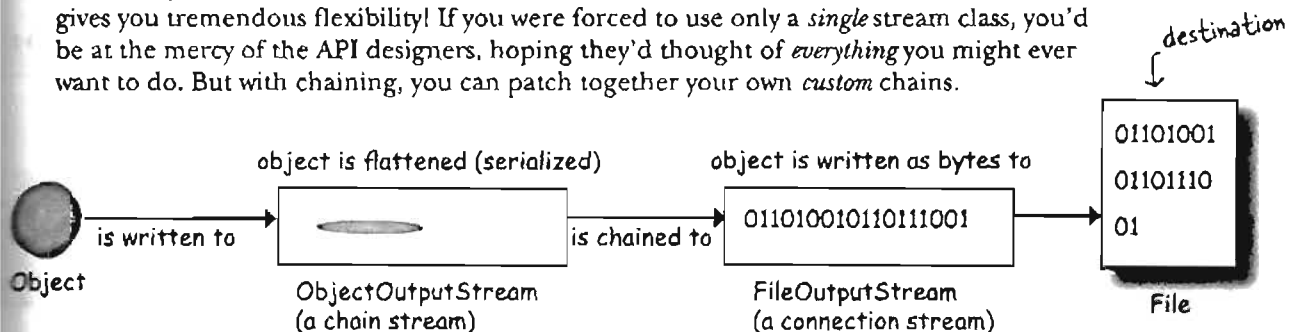 gives you tremendous flexibility! If you were forced to use only a single stream class, you'd
be at the mercy of the API designers, hoping they'd thought of everything you might ever
want to do. But with chaining, you can patch together your own custom chains.
destination
object is flattened (serialized)
object is written as bytes to
01101001
01101110
01
011010010110111001
is written to
is chained to
Object
ObjectOutputStream
(a chain stream)
FileOutputStream
(a connection stream)
File